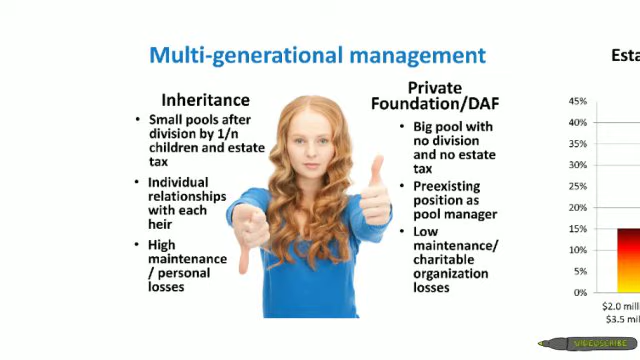 Multi-generational management
Inheritance
• Small pools after
division by 1/n
children and estate
tax
• Individual
relationships
with each
heir
• High
maintenance
/ personal
losses
Private
Foundation/DAF
• Big pool with
no division
and no estate
tax
• Preexisting
position as
pool manager
• Low
maintenance/
charitable
organization
losses
Esta
45%
40%
35%
30%
25%
20%
15%
10%
5%
0%
$2.0 milli
$3.5 mil
VIDEOSCRIBE